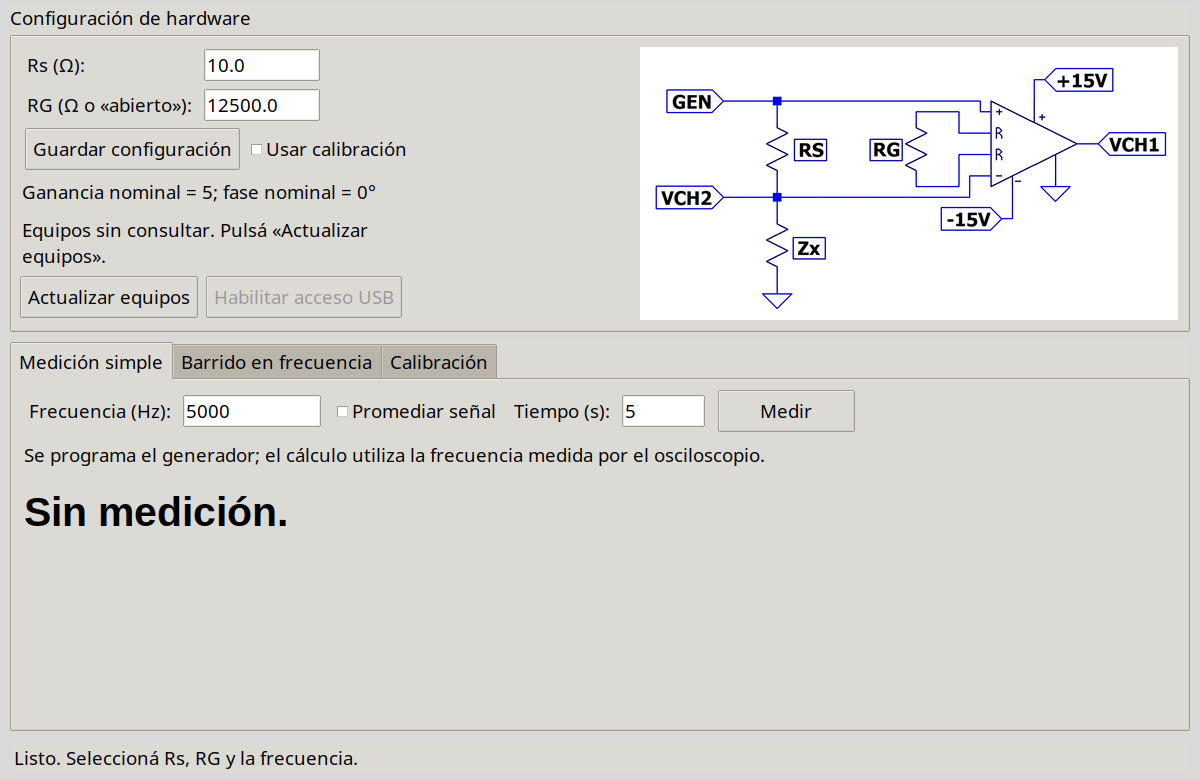 Configuración de hardware
Rs (Ω): 10.0
RG (Ω o «abierto»): 12500.0
Guardar configuración Usar calibración
Ganancia nominal = 5; fase nominal = 0°
Equipos sin consultar. Pulsá «Actualizar
equipos».
Actualizar equipos Habilitar acceso USB
+15V
GEN
+
+
R
RS
RG
VCH1
R
VCH2
−
−
-15V
Zx
Medición simple Barrido en frecuencia Calibración
Frecuencia (Hz): 5000 Promediar señal Tiempo (s): 5 Medir
Se programa el generador; el cálculo utiliza la frecuencia medida por el osciloscopio.
Sin medición.
Listo. Seleccioná Rs, RG y la frecuencia.